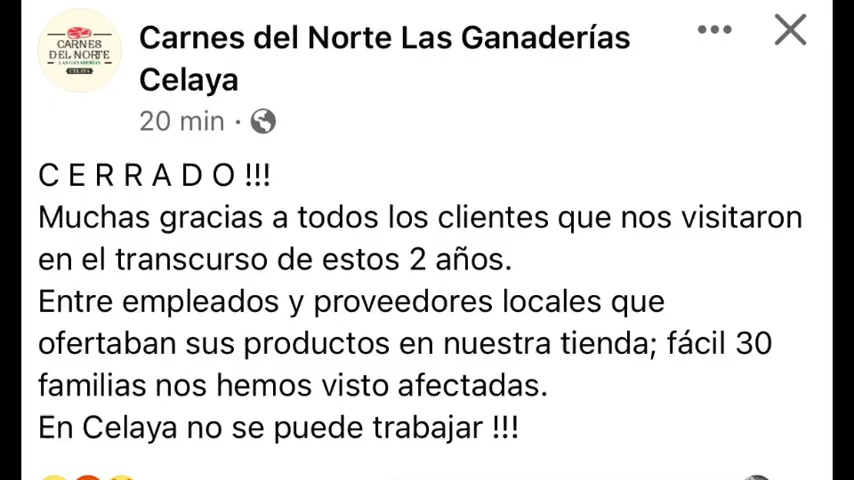 CARNES
DEL NORTE
LAS GANADERÍAS
CELAYA
Carnes del Norte Las Ganaderías
Celaya
20 min ·
C E R R A D O !!!
Muchas gracias a todos los clientes que nos visitaron
en el transcurso de estos 2 años.
Entre empleados y proveedores locales que
ofertaban sus productos en nuestra tienda; fácil 30
familias nos hemos visto afectadas.
En Celaya no se puede trabajar !!!